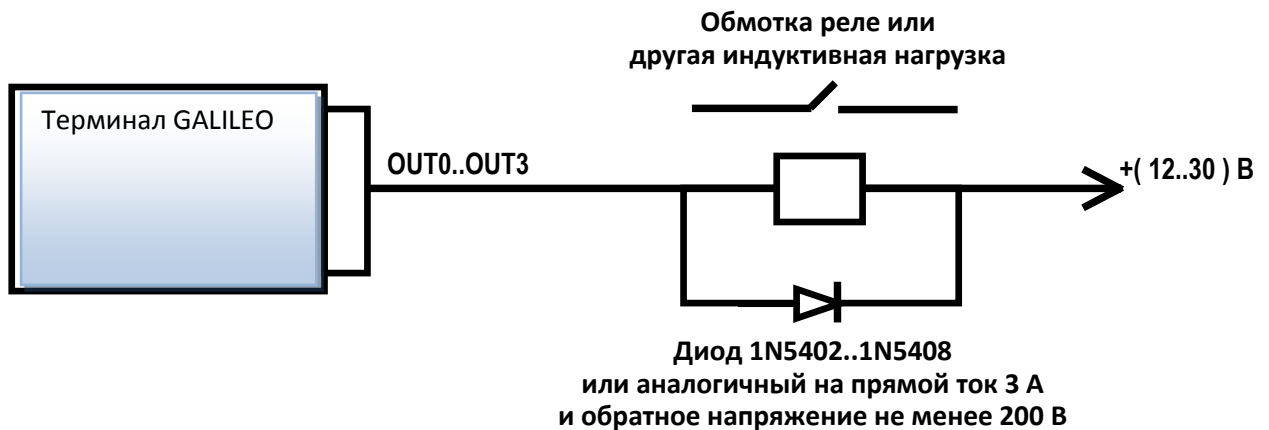 Обмотка реле или
другая индуктивная нагрузка
Терминал GALILEO
OUT0..OUT3
+( 12..30 ) В
Диод 1N5402..1N5408
или аналогичный на прямой ток 3 А
и обратное напряжение не менее 200 В